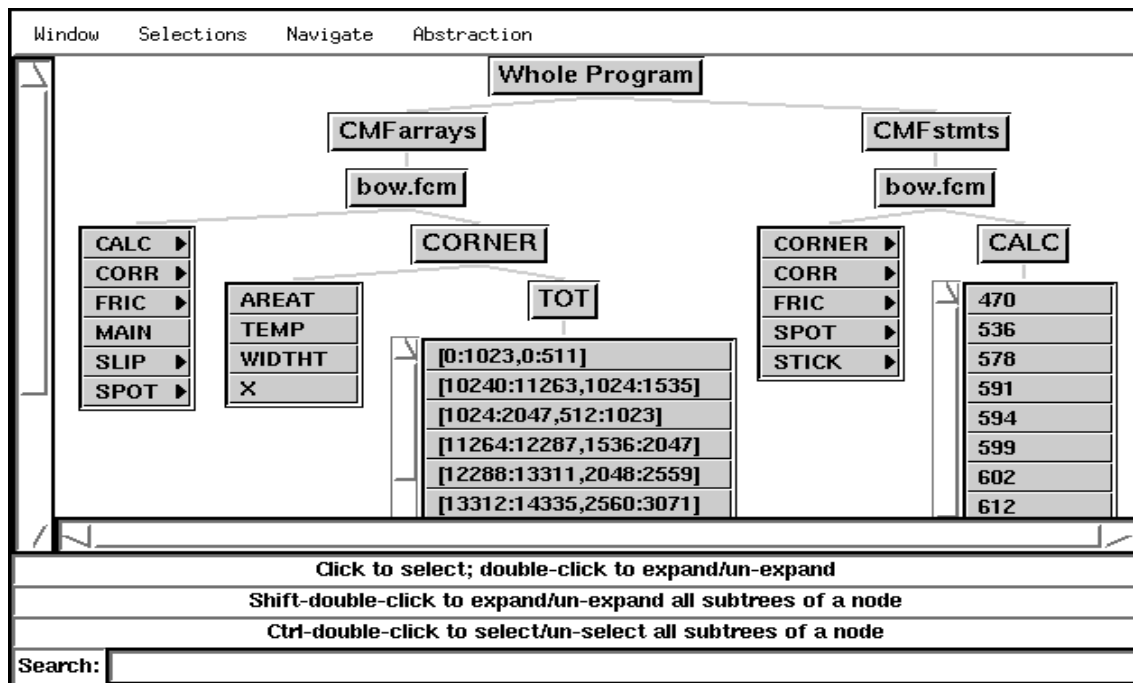 Window Selections Navigate Abstraction
Whole Program
CMFarrays
CMFstmts
bow.fcm
bow.fcm
CALC
CORR
FRIC
MAIN
SLIP
SPOT
CORNER
AREAT
TEMP
WIDTHT
X
TOT
[0:1023,0:511]
[10240:11263,1024:1535]
[1024:2047,512:1023]
[11264:12287,1536:2047]
[12288:13311,2048:2559]
[13312:14335,2560:3071]
CORNER
CORR
FRIC
SPOT
STICK
CALC
470
536
578
591
594
599
602
612
Click to select; double-click to expand/un-expand
Shift-double-click to expand/un-expand all subtrees of a node
Ctrl-double-click to select/un-select all subtrees of a node
Search: